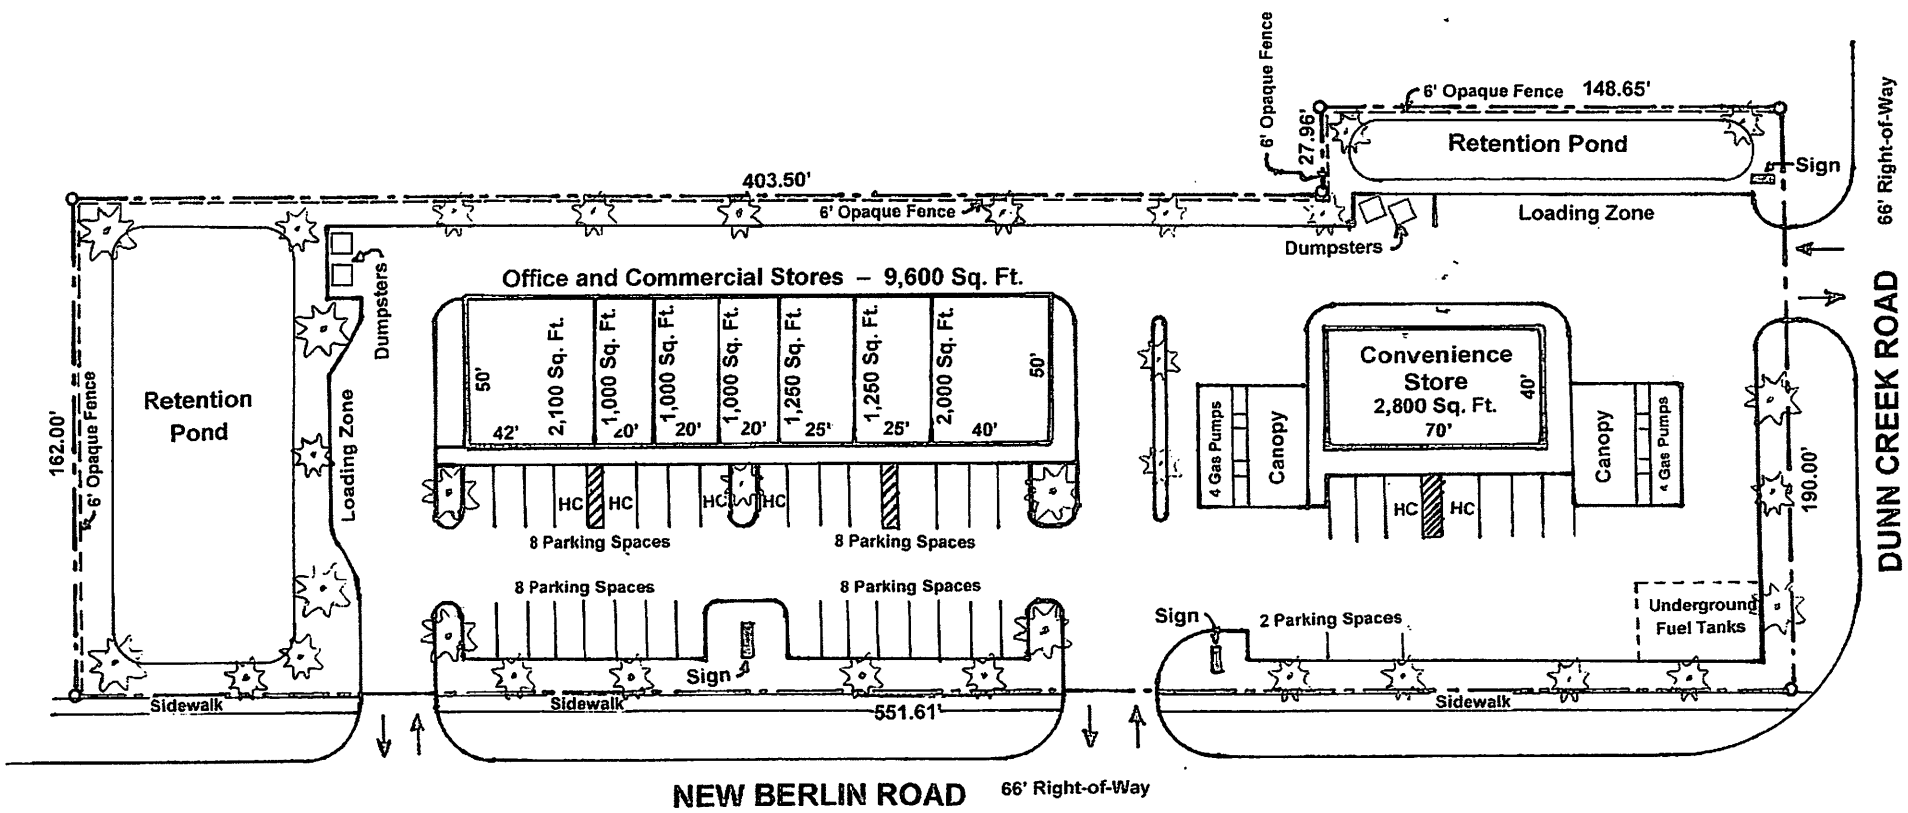 6' Opaque Fence
6' Opaque Fence 148.65'
27.96'
Retention Pond
Sign
66' Right-of-Way
403.50'
6' Opaque Fence
Loading Zone
Dumpsters
Dumpsters
Office and Commercial Stores – 9,600 Sq. Ft.
50'
2,100 Sq. Ft.
1,000 Sq. Ft.
1,000 Sq. Ft.
1,000 Sq. Ft.
1,250 Sq. Ft.
1,250 Sq. Ft.
2,000 Sq. Ft.
50'
42'
20'
20'
20'
25'
25'
40'
Convenience
Store
2,800 Sq. Ft.
70'
40'
4 Gas Pumps
Canopy
Canopy
4 Gas Pumps
DUNN CREEK ROAD
190.00'
162.00'
6' Opaque Fence
Retention
Pond
Loading Zone
HC
HC
HC
HC
HC
HC
8 Parking Spaces
8 Parking Spaces
8 Parking Spaces
8 Parking Spaces
Sign
2 Parking Spaces
Underground
Fuel Tanks
Sign
Sidewalk
Sidewalk
551.61'
Sidewalk
NEW BERLIN ROAD
66' Right-of-Way